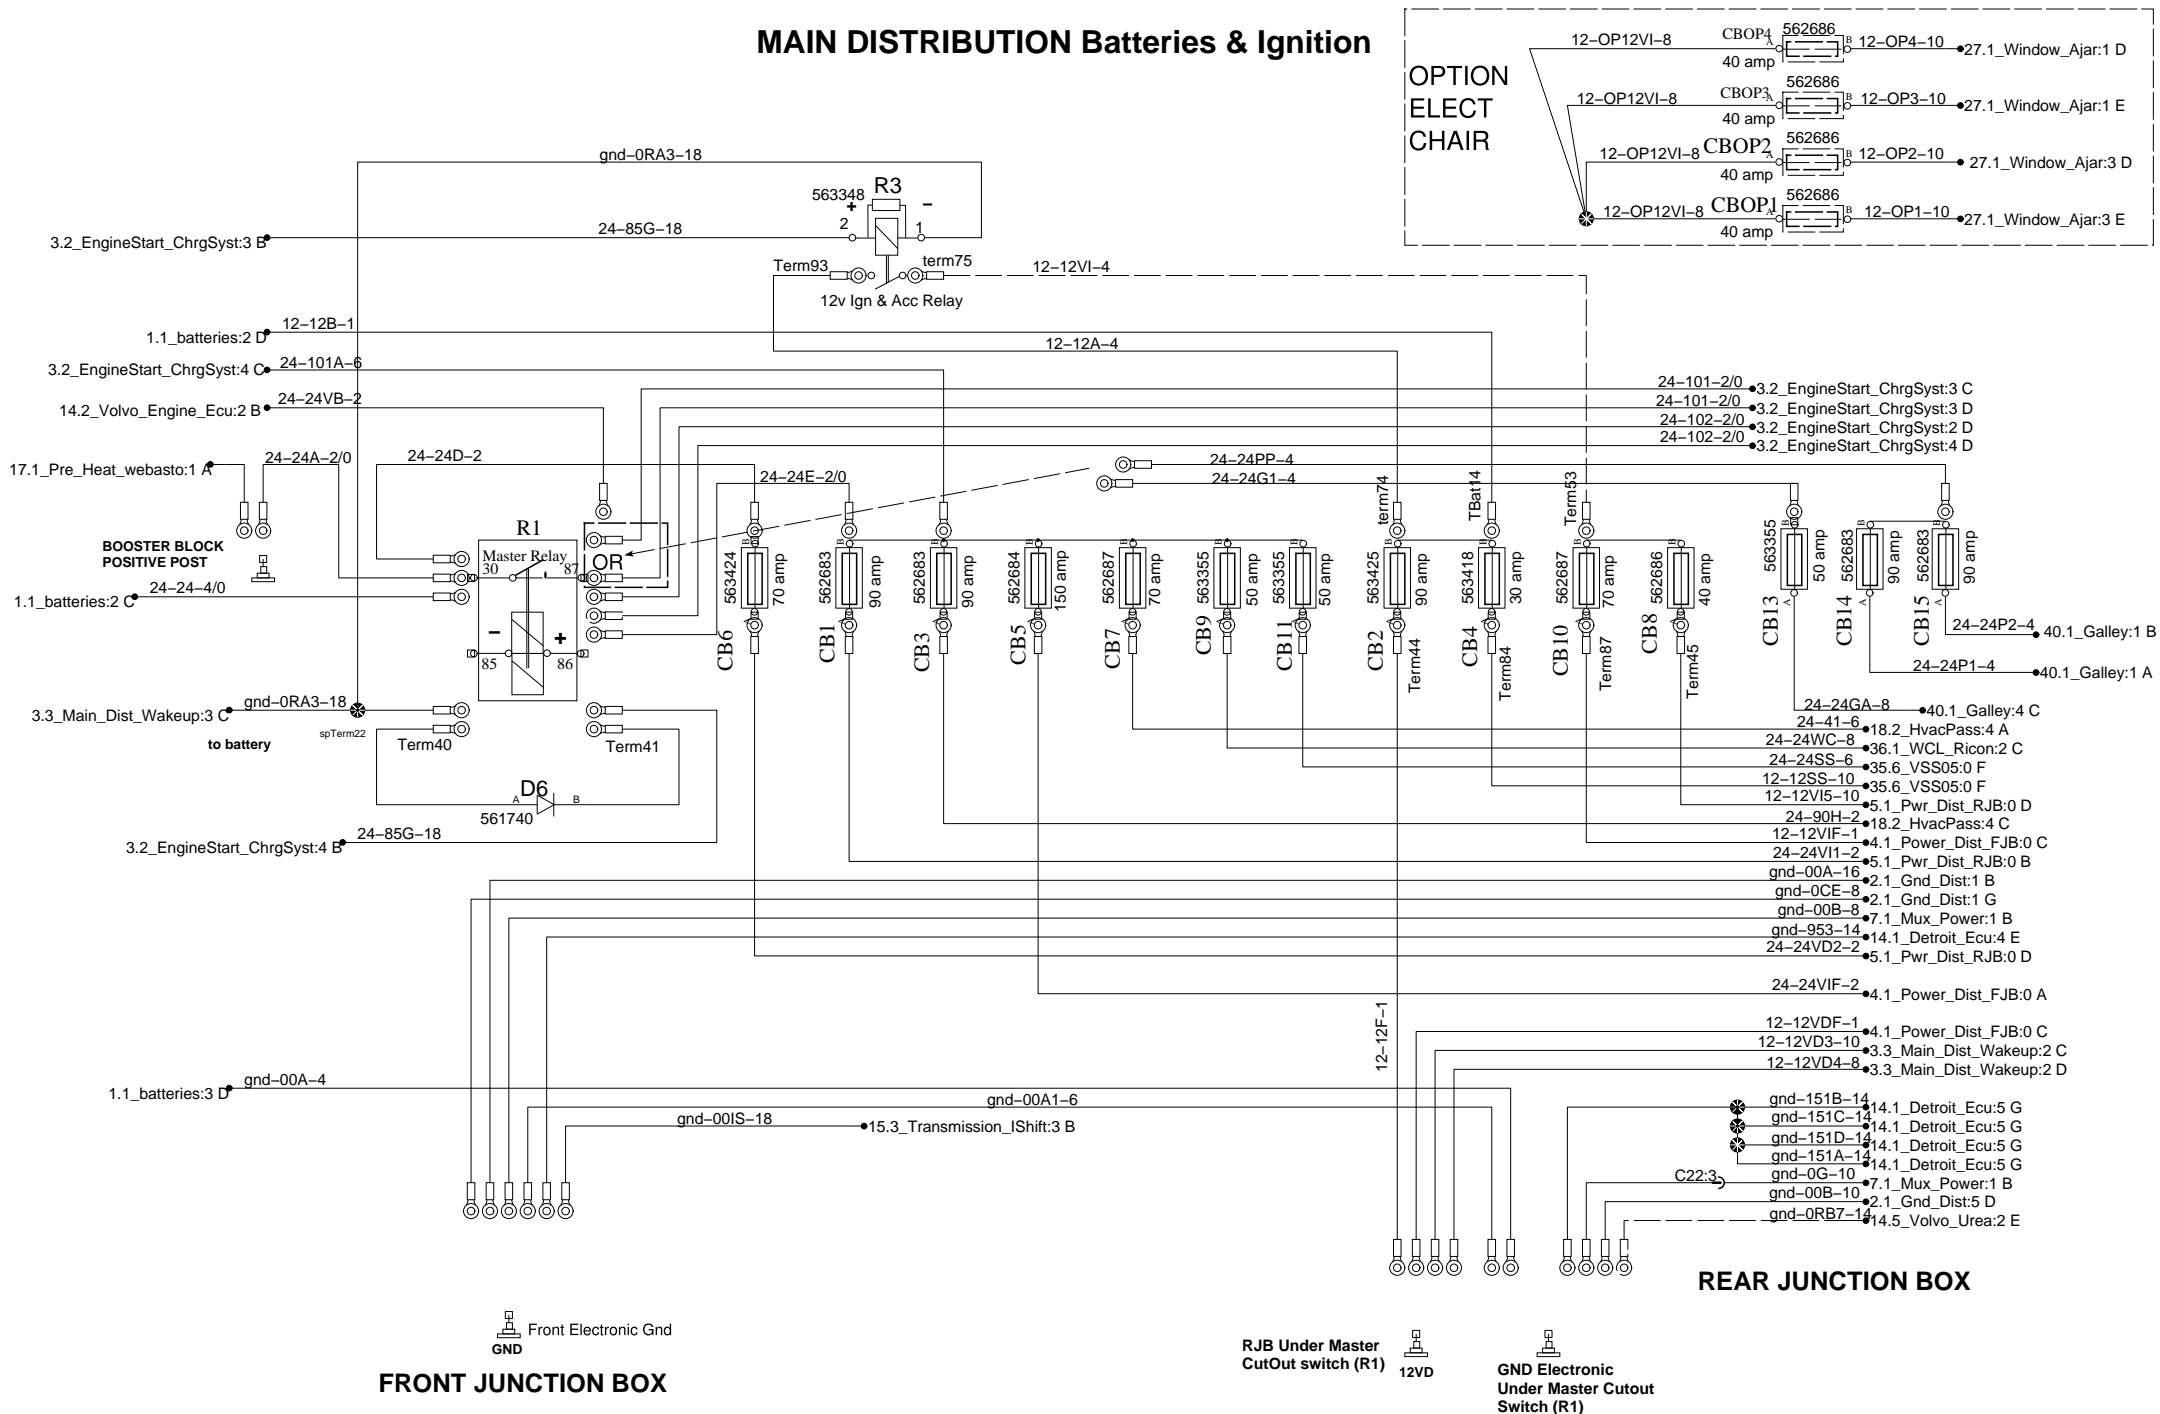 MAIN DISTRIBUTION Batteries & Ignition
OPTION
ELECT
CHAIR
12-OP12VI-8
CBOP4
A
562686
B
40 amp
12-OP4-10
27.1_Window_Ajar:1 D
12-OP12VI-8
CBOP3
A
562686
B
40 amp
12-OP3-10
27.1_Window_Ajar:1 E
12-OP12VI-8
CBOP2
A
562686
B
40 amp
12-OP2-10
27.1_Window_Ajar:3 D
12-OP12VI-8
CBOP1
A
562686
B
40 amp
12-OP1-10
27.1_Window_Ajar:3 E
gnd-0RA3-18
R3
563348
+
-
2
1
24-85G-18
3.2_EngineStart_ChrgSyst:3 B
Term93
term75
12-12VI-4
12v Ign & Acc Relay
12-12B-1
1.1_batteries:2 D
12-12A-4
24-101A-6
3.2_EngineStart_ChrgSyst:4 C
24-24VB-2
14.2_Volvo_Engine_Ecu:2 B
24-101-2/0
3.2_EngineStart_ChrgSyst:3 C
24-101-2/0
3.2_EngineStart_ChrgSyst:3 D
24-102-2/0
3.2_EngineStart_ChrgSyst:2 D
24-102-2/0
3.2_EngineStart_ChrgSyst:4 D
17.1_Pre_Heat_webasto:1 A
24-24A-2/0
24-24D-2
24-24E-2/0
24-24PP-4
24-24G1-4
BOOSTER BLOCK
POSITIVE POST
24-24-4/0
1.1_batteries:2 C
R1
Master Relay
30
87
OR
-
+
85
86
B
563424
70 amp
A
CB6
B
562683
90 amp
A
CB1
B
562683
90 amp
A
CB3
B
562684
150 amp
A
CB5
B
562687
70 amp
A
CB7
B
563355
50 amp
A
CB9
B
563355
50 amp
A
CB11
term74
B
563425
90 amp
A
CB2
Term44
TBat14
B
563418
30 amp
A
CB4
Term84
Term53
B
562687
70 amp
A
CB10
Term87
B
562686
40 amp
A
CB8
Term45
B
563355
50 amp
A
CB13
B
562683
90 amp
A
CB14
B
562683
90 amp
A
CB15
24-24P2-4
40.1_Galley:1 B
24-24P1-4
40.1_Galley:1 A
gnd-0RA3-18
3.3_Main_Dist_Wakeup:3 C
to battery
spTerm22
Term40
Term41
D6
A
B
561740
24-85G-18
3.2_EngineStart_ChrgSyst:4 B
24-24GA-8
40.1_Galley:4 C
24-41-6
18.2_HvacPass:4 A
24-24WC-8
36.1_WCL_Ricon:2 C
24-24SS-6
35.6_VSS05:0 F
12-12SS-10
35.6_VSS05:0 F
12-12VI5-10
5.1_Pwr_Dist_RJB:0 D
24-90H-2
18.2_HvacPass:4 C
12-12VIF-1
4.1_Power_Dist_FJB:0 C
24-24VI1-2
5.1_Pwr_Dist_RJB:0 B
gnd-00A-16
2.1_Gnd_Dist:1 B
gnd-0CE-8
2.1_Gnd_Dist:1 G
gnd-00B-8
7.1_Mux_Power:1 B
gnd-953-14
14.1_Detroit_Ecu:4 E
24-24VD2-2
5.1_Pwr_Dist_RJB:0 D
24-24VIF-2
4.1_Power_Dist_FJB:0 A
12-12F-1
12-12VDF-1
4.1_Power_Dist_FJB:0 C
12-12VD3-10
3.3_Main_Dist_Wakeup:2 C
12-12VD4-8
3.3_Main_Dist_Wakeup:2 D
gnd-00A-4
1.1_batteries:3 D
gnd-00A1-6
gnd-00IS-18
15.3_Transmission_IShift:3 B
gnd-151B-14
14.1_Detroit_Ecu:5 G
gnd-151C-14
14.1_Detroit_Ecu:5 G
gnd-151D-14
14.1_Detroit_Ecu:5 G
gnd-151A-14
14.1_Detroit_Ecu:5 G
C22:3
gnd-0G-10
7.1_Mux_Power:1 B
gnd-00B-10
2.1_Gnd_Dist:5 D
gnd-0RB7-14
14.5_Volvo_Urea:2 E
REAR JUNCTION BOX
Front Electronic Gnd
GND
FRONT JUNCTION BOX
RJB Under Master
CutOut switch (R1)
12VD
GND Electronic
Under Master Cutout
Switch (R1)